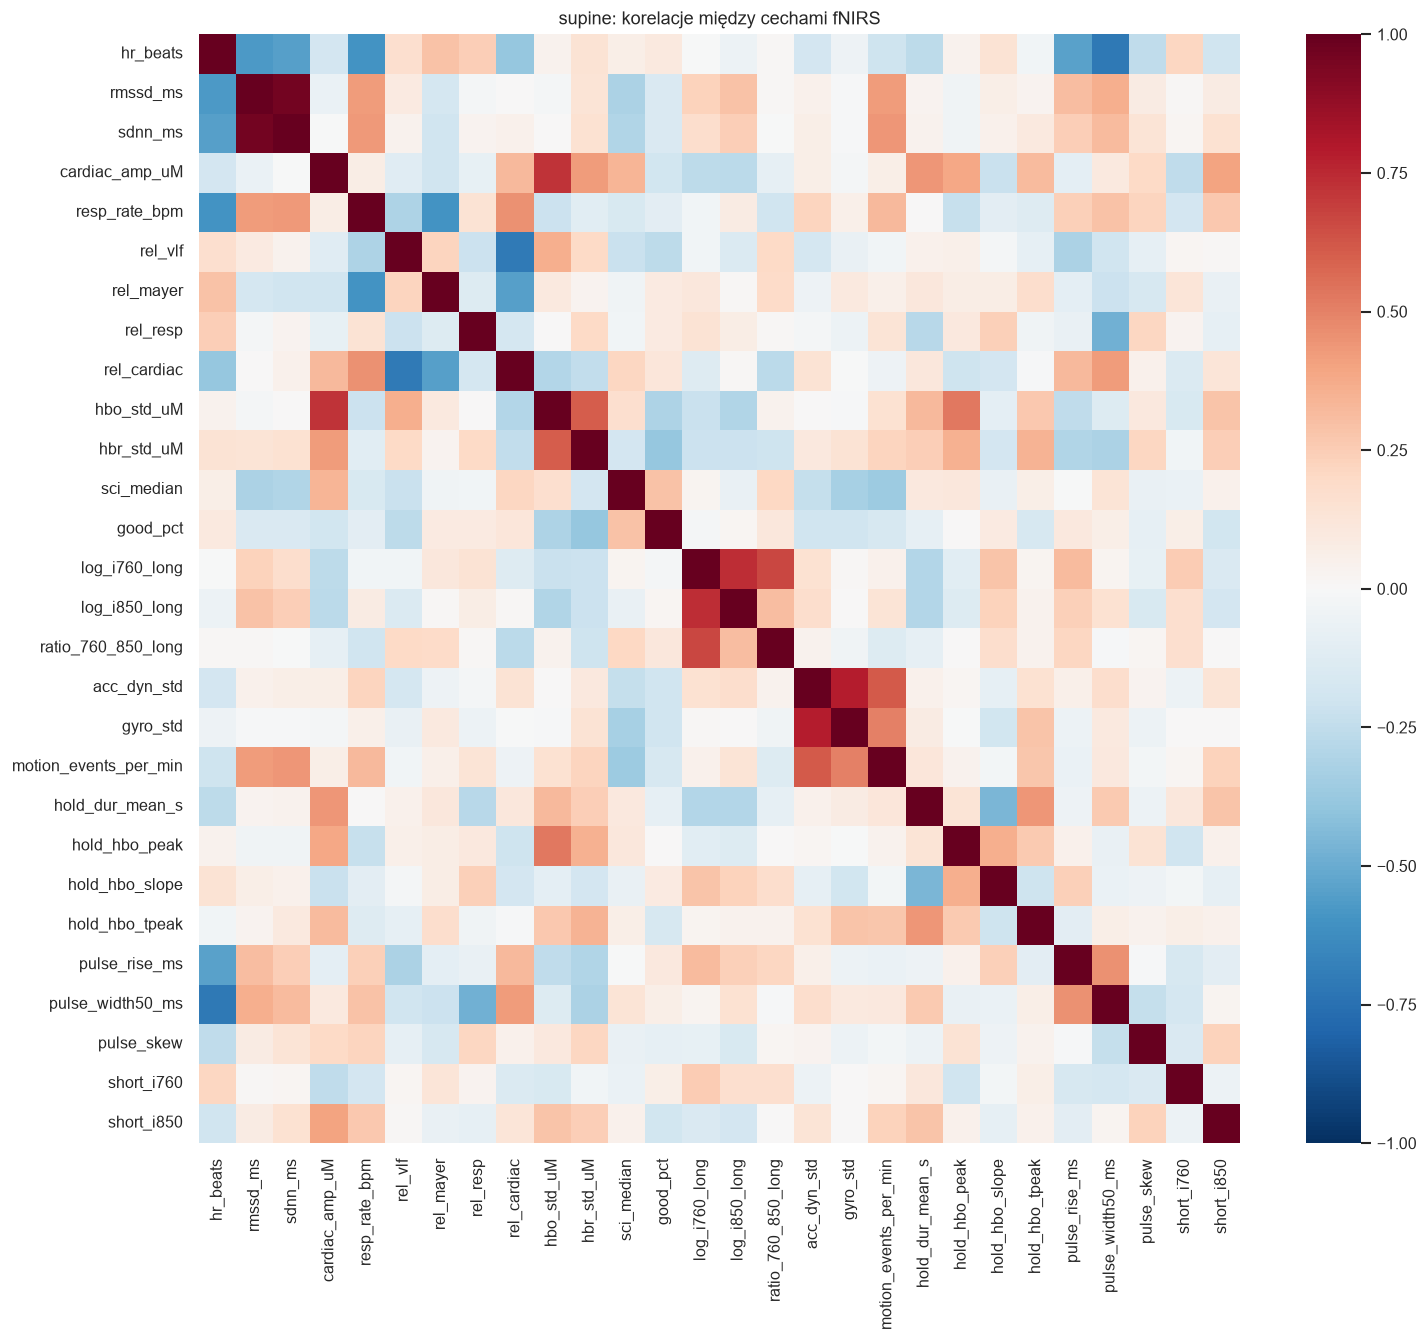 supine: korelacje między cechami fNIRS
hr_beats
rmssd_ms
sdnn_ms
cardiac_amp_uM
resp_rate_bpm
rel_vlf
rel_mayer
rel_resp
rel_cardiac
hbo_std_uM
hbr_std_uM
sci_median
good_pct
log_i760_long
log_i850_long
ratio_760_850_long
acc_dyn_std
gyro_std
motion_events_per_min
hold_dur_mean_s
hold_hbo_peak
hold_hbo_slope
hold_hbo_tpeak
pulse_rise_ms
pulse_width50_ms
pulse_skew
short_i760
short_i850
hr_beats
rmssd_ms
sdnn_ms
cardiac_amp_uM
resp_rate_bpm
rel_vlf
rel_mayer
rel_resp
rel_cardiac
hbo_std_uM
hbr_std_uM
sci_median
good_pct
log_i760_long
log_i850_long
ratio_760_850_long
acc_dyn_std
gyro_std
motion_events_per_min
hold_dur_mean_s
hold_hbo_peak
hold_hbo_slope
hold_hbo_tpeak
pulse_rise_ms
pulse_width50_ms
pulse_skew
short_i760
short_i850
1.00
0.75
0.50
0.25
0.00
−0.25
−0.50
−0.75
−1.00